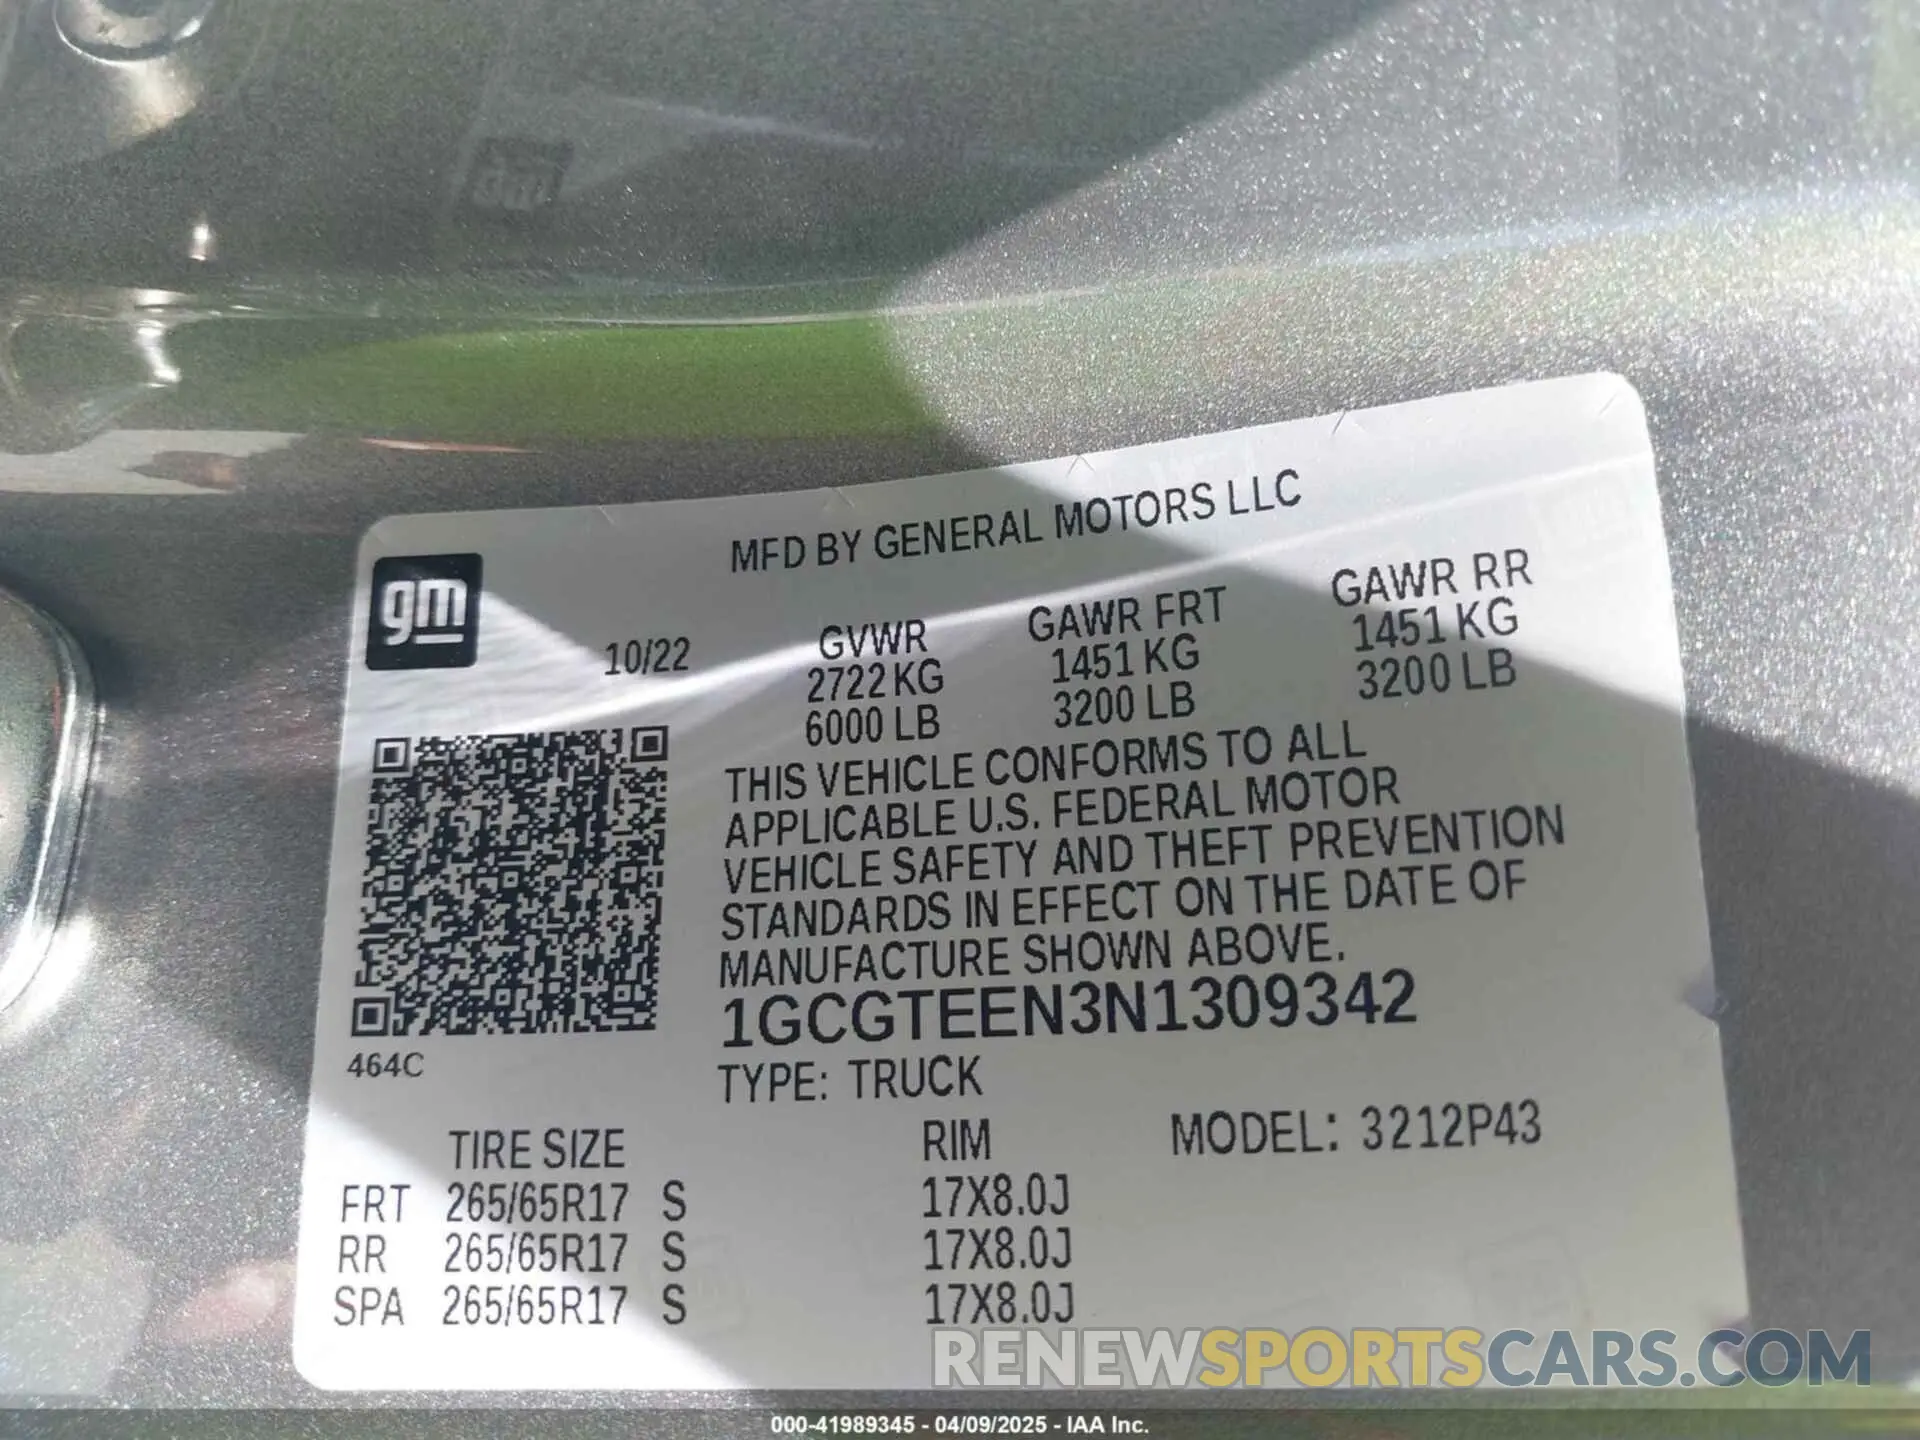 MFD BY GENERAL MOTORS LLC
gm
10/22
GVWR
2722 KG
6000 LB
GAWR FRT
1451 KG
3200 LB
GAWR RR
1451 KG
3200 LB
THIS VEHICLE CONFORMS TO ALL
APPLICABLE U.S. FEDERAL MOTOR
VEHICLE SAFETY AND THEFT PREVENTION
STANDARDS IN EFFECT ON THE DATE OF
MANUFACTURE SHOWN ABOVE.
1GCGTEEN3N1309342
464C
TYPE: TRUCK
TIRE SIZE RIM MODEL: 3212P43
FRT 265/65R17 S 17X8.0J
RR 265/65R17 S 17X8.0J
SPA 265/65R17 S 17X8.0J
RENEWSPORTSCARS.COM
000-41989345 - 04/09/2025 - IAA Inc.